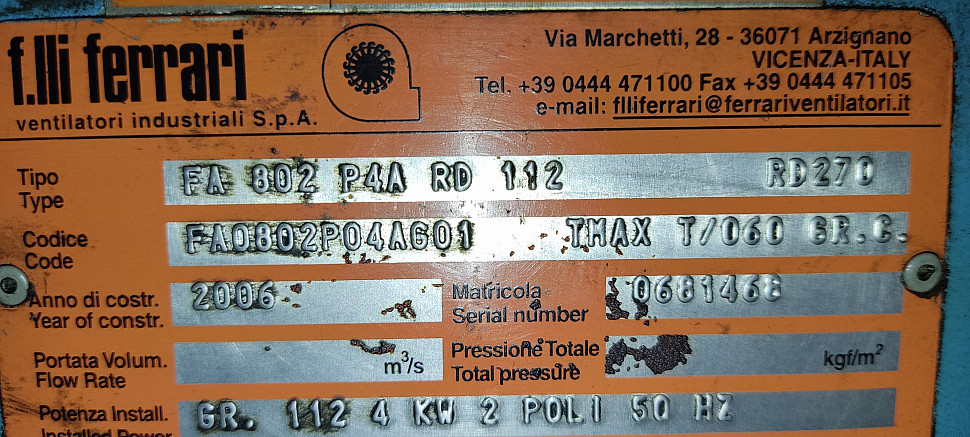 f.lli ferrari
ventilatori industriali S.p.A.
Via Marchetti, 28 - 36071 Arzignano
VICENZA-ITALY
Tel. +39 0444 471100 Fax +39 0444 471105
e-mail: flliferrari@ferrariventilatori.it
Tipo
Type
FA 802 P4A RD 112 RD270
Codice
Code
FA0802P04AG01 TMAX T/060 GR.C.
Anno di costr.
Year of constr.
2006
Matricola
Serial number
0681468
Portata Volum.
Flow Rate
m³/s
Pressione Totale
Total pressure
kgf/m²
Potenza Install.
Installed Power
GR. 112 4 KW 2 POLI 50 HZ